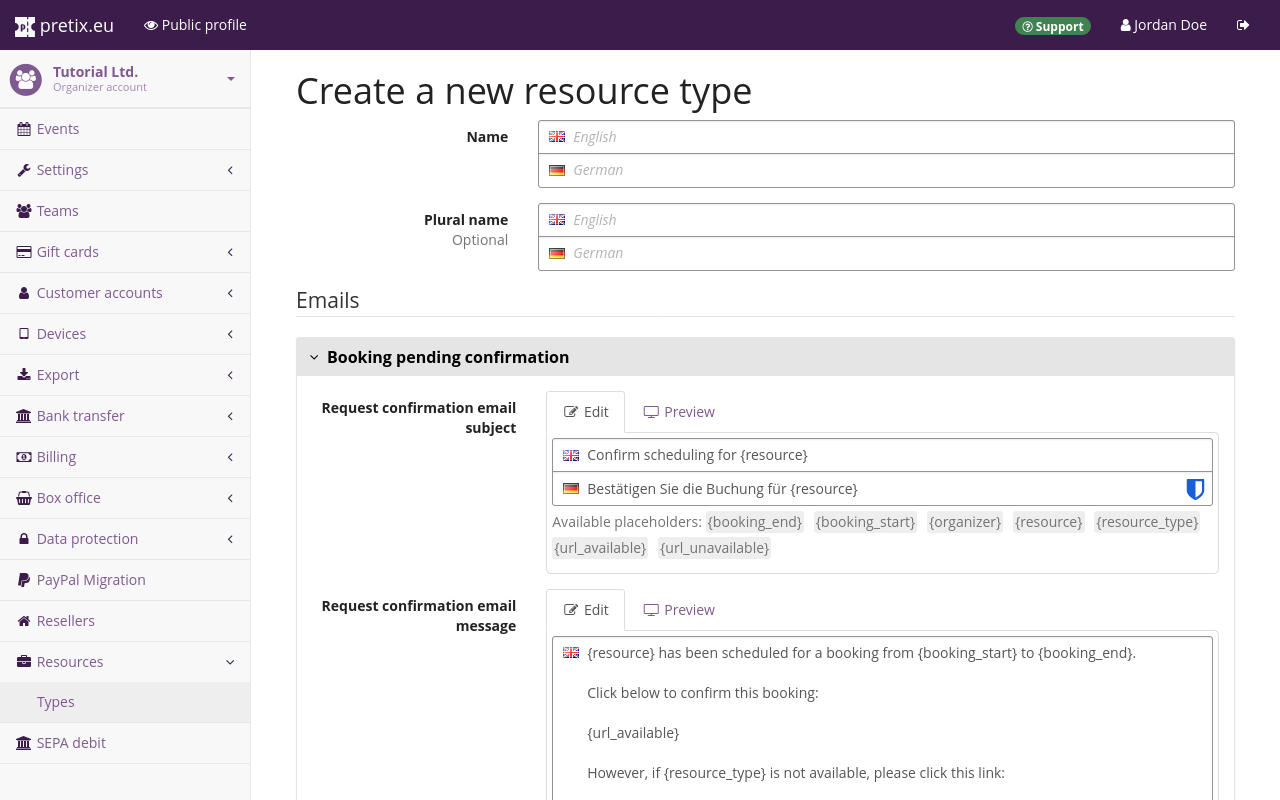 pretix.eu
Public profile
Support
Jordan Doe
Tutorial Ltd.
Organizer account
Events
Settings
Teams
Gift cards
Customer accounts
Devices
Export
Bank transfer
Billing
Box office
Data protection
PayPal Migration
Resellers
Resources
Types
SEPA debit
Create a new resource type
Name
English
German
Plural name
Optional
English
German
Emails
Booking pending confirmation
Request confirmation email
subject
Edit
Preview
Confirm scheduling for {resource}
Bestätigen Sie die Buchung für {resource}
Available placeholders: {booking_end} {booking_start} {organizer} {resource} {resource_type}
{url_available} {url_unavailable}
Request confirmation email
message
Edit
Preview
{resource} has been scheduled for a booking from {booking_start} to {booking_end}.
Click below to confirm this booking:
{url_available}
However, if {resource_type} is not available, please click this link: